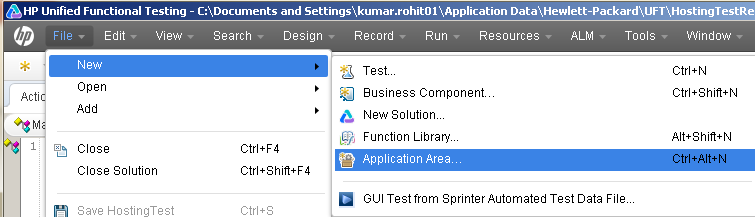 HP Unified Functional Testing - C:\Documents and Settings\kumar.rohit01\Application Data\Hewlett-Packard\UFT\HostingTestRe
hp File Edit View Search Design Record Run Resources ALM Tools Window
New
Test... Ctrl+N
Open
Business Component... Ctrl+Shift+N
Actio
Add
New Solution...
Ma
Function Library... Alt+Shift+N
1 Close Ctrl+F4
Application Area... Ctrl+Alt+N
Close Solution Ctrl+Shift+F4
GUI Test from Sprinter Automated Test Data File...
Save HostingTest Ctrl+S